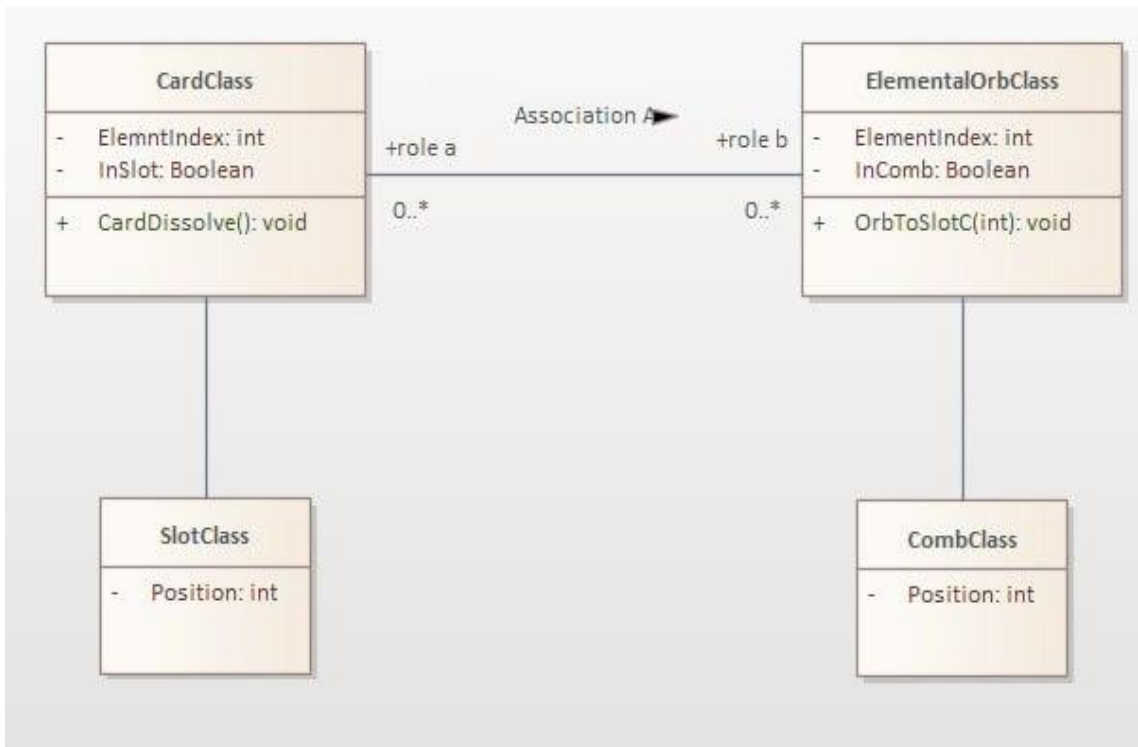 CardClass
- ElemntIndex: int
- InSlot: Boolean
+ CardDissolve(): void
Association A
+role a
+role b
0..*
0..*
ElementalOrbClass
- ElementIndex: int
- InComb: Boolean
+ OrbToSlotC(int): void
SlotClass
- Position: int
CombClass
- Position: int